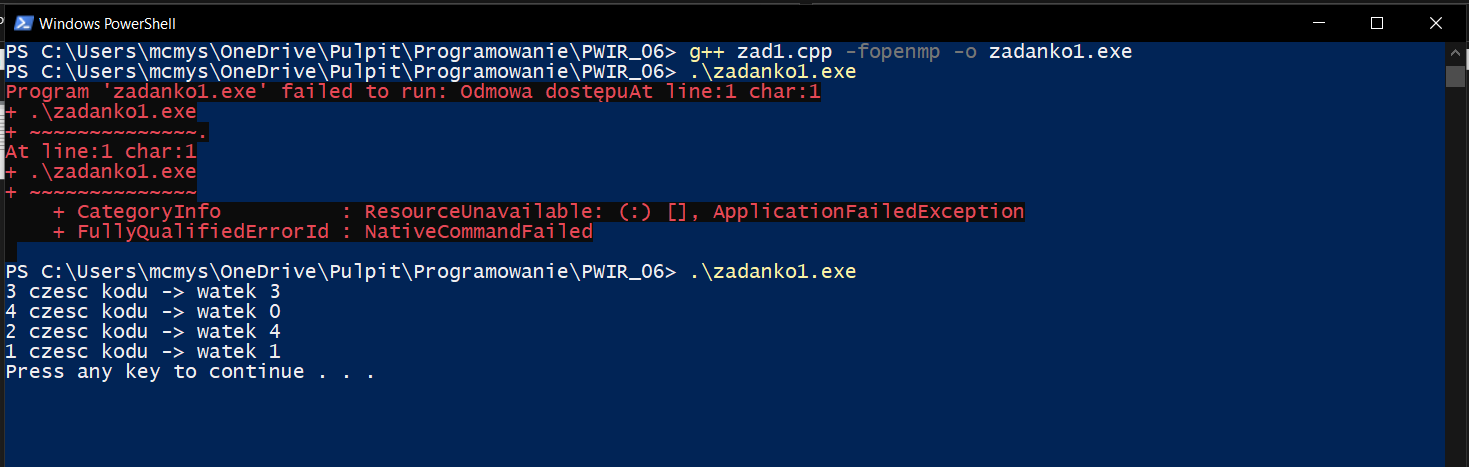 Windows PowerShell
PS C:\Users\mcmys\OneDrive\Pulpit\Programowanie\PWIR_06> g++ zad1.cpp -fopenmp -o zadanko1.exe
PS C:\Users\mcmys\OneDrive\Pulpit\Programowanie\PWIR_06> .\zadanko1.exe
Program 'zadanko1.exe' failed to run: Odmowa dostępuAt line:1 char:1
+ .\zadanko1.exe
+ ~~~~~~~~~~~~~~.
At line:1 char:1
+ .\zadanko1.exe
+ ~~~~~~~~~~~~~~
    + CategoryInfo          : ResourceUnavailable: (:) [], ApplicationFailedException
    + FullyQualifiedErrorId : NativeCommandFailed
PS C:\Users\mcmys\OneDrive\Pulpit\Programowanie\PWIR_06> .\zadanko1.exe
3 czesc kodu -> watek 3
4 czesc kodu -> watek 0
2 czesc kodu -> watek 4
1 czesc kodu -> watek 1
Press any key to continue . . .